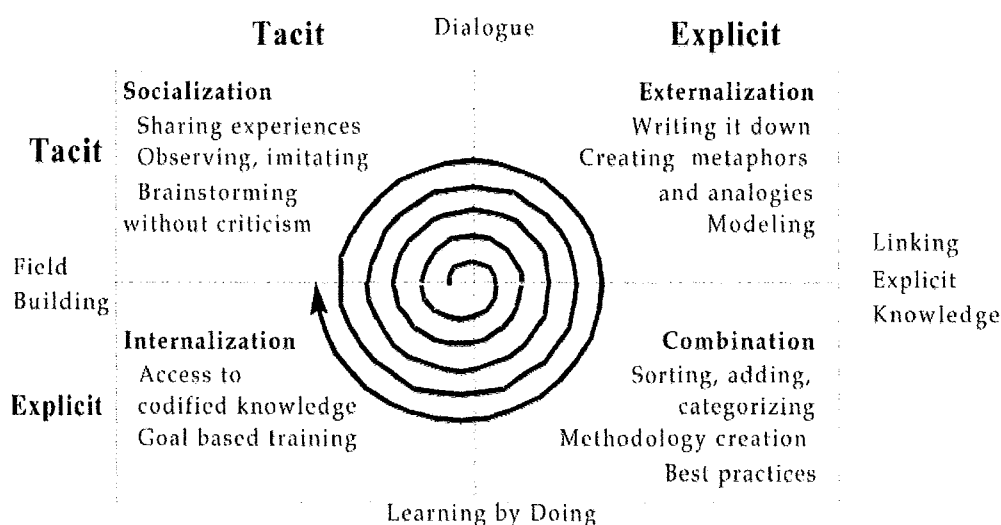 Tacit
Dialogue
Explicit
Tacit
Socialization
Sharing experiences
Observing, imitating
Brainstorming
without criticism
Externalization
Writing it down
Creating metaphors
and analogies
Modeling
Field
Building
Linking
Explicit
Knowledge
Explicit
Internalization
Access to
codified knowledge
Goal based training
Combination
Sorting, adding,
categorizing
Methodology creation
Best practices
Learning by Doing